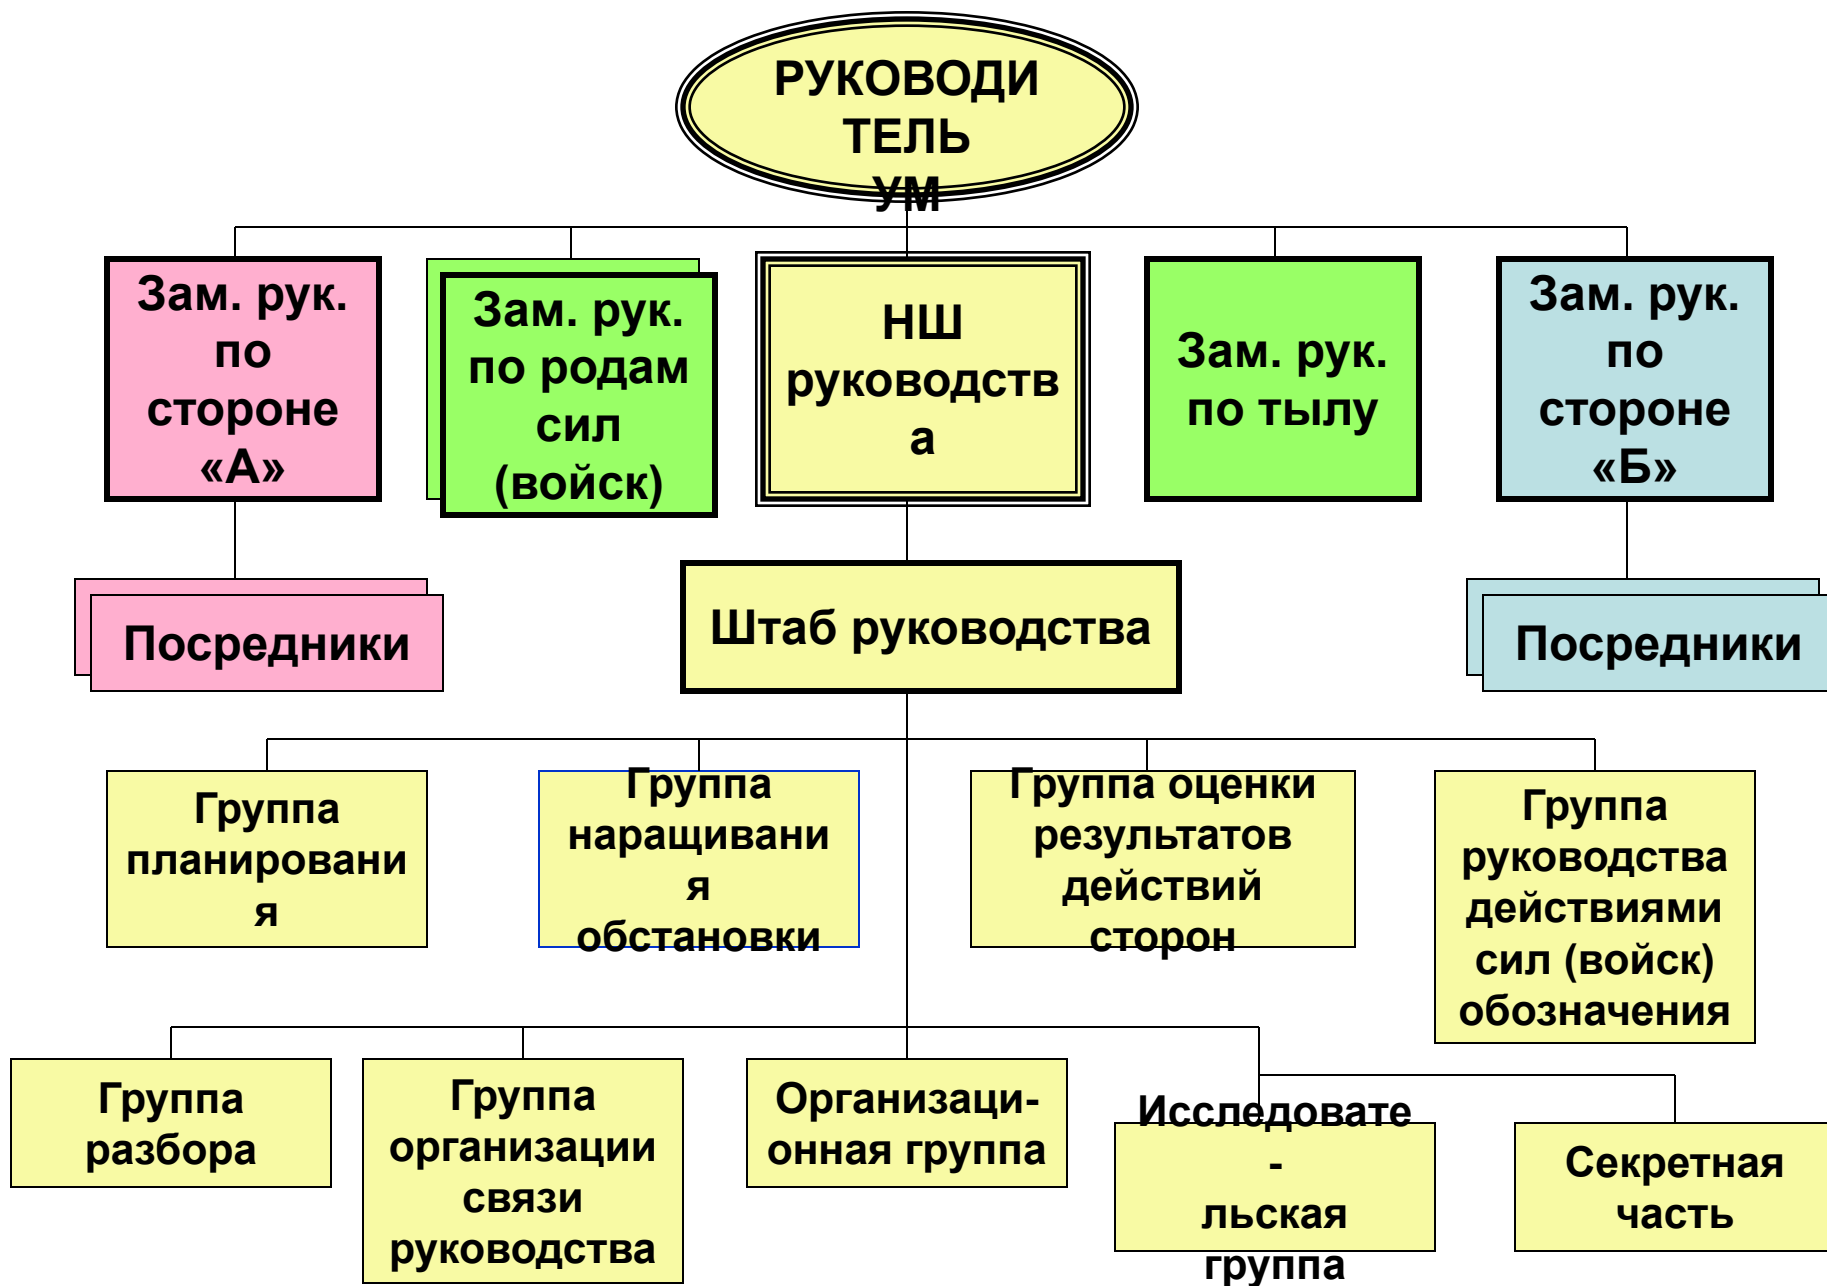 РУКОВОДИ
ТЕЛЬ
УМ
Зам. рук.
по
стороне
«А»
Зам. рук.
по родам
сил
(войск)
НШ
руководств
а
Зам. рук.
по тылу
Зам. рук.
по
стороне
«Б»
Посредники
Штаб руководства
Посредники
Группа
планировани
я
Группа
наращивани
я
обстановки
Группа оценки
результатов
действий
сторон
Группа
руководства
действиями
сил (войск)
обозначения
Группа
разбора
Группа
организации
связи
руководства
Организаци-
онная группа
Исследовате
-
льская
группа
Секретная
часть